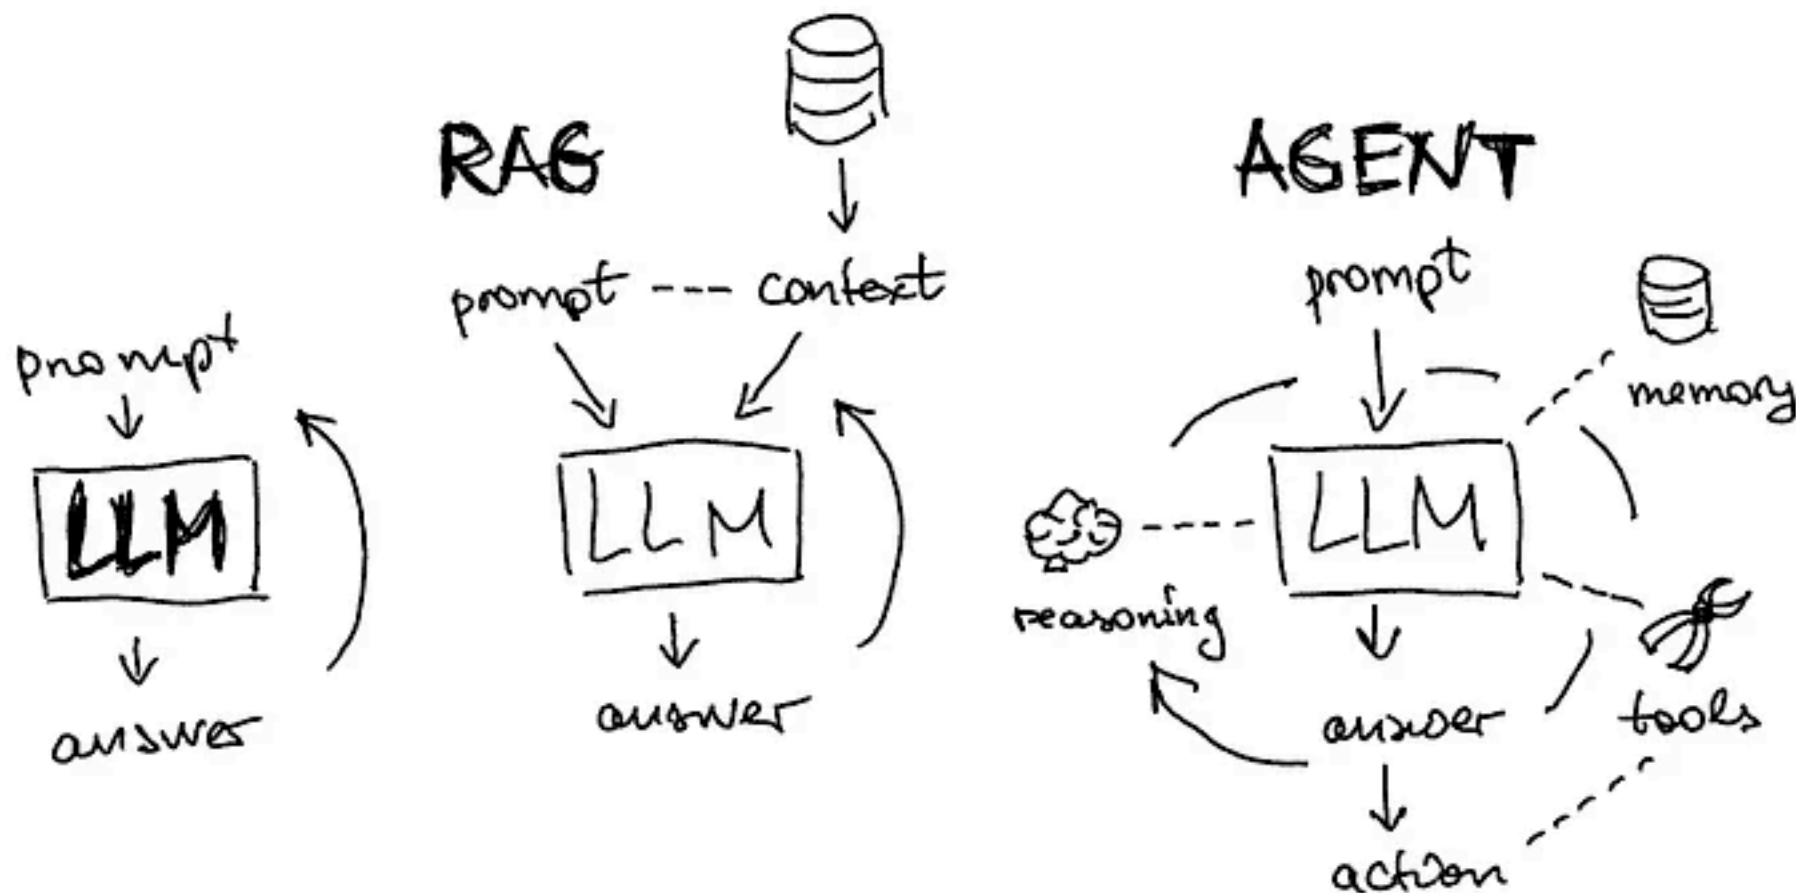 prompt
LLM
answer
RAG
prompt --- context
LLM
answer
AGENT
prompt
memory
LLM
reasoning
tools
answer
action